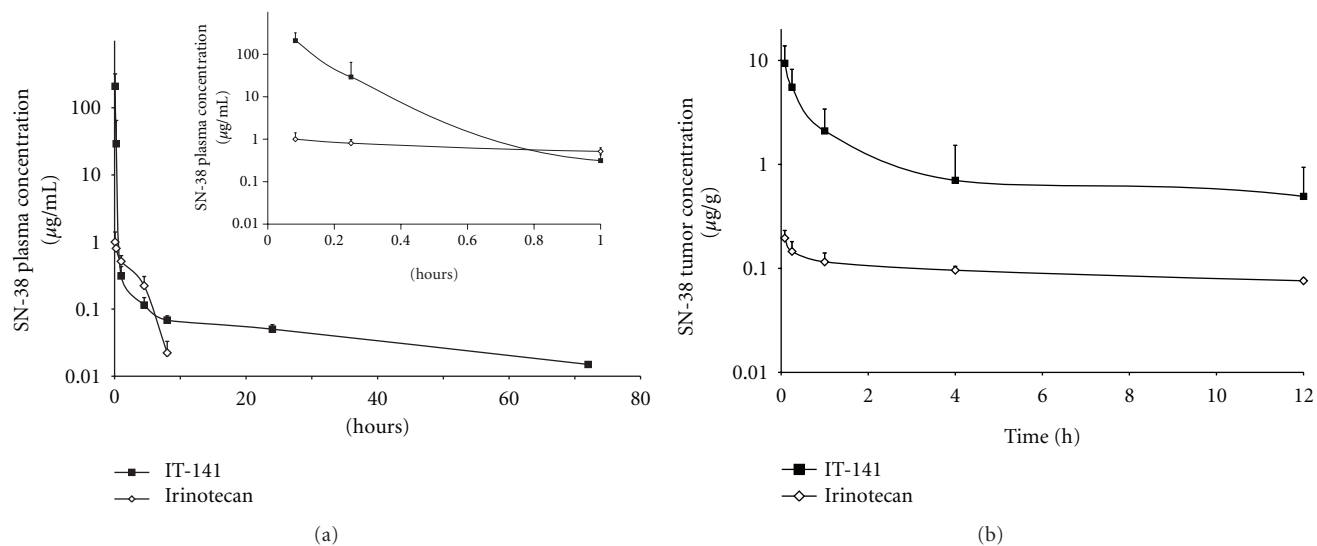 SN-38 plasma concentration
(μg/mL)
100
10
1
0.1
0.01
0
20
40
60
80
(hours)
SN-38 plasma concentration
(μg/mL)
100
10
1
0.1
0.01
0
0.2
0.4
0.6
0.8
1
(hours)
IT-141
Irinotecan
(a)
SN-38 tumor concentration
(μg/g)
10
1
0.1
0.01
0
2
4
6
8
10
12
Time (h)
IT-141
Irinotecan
(b)